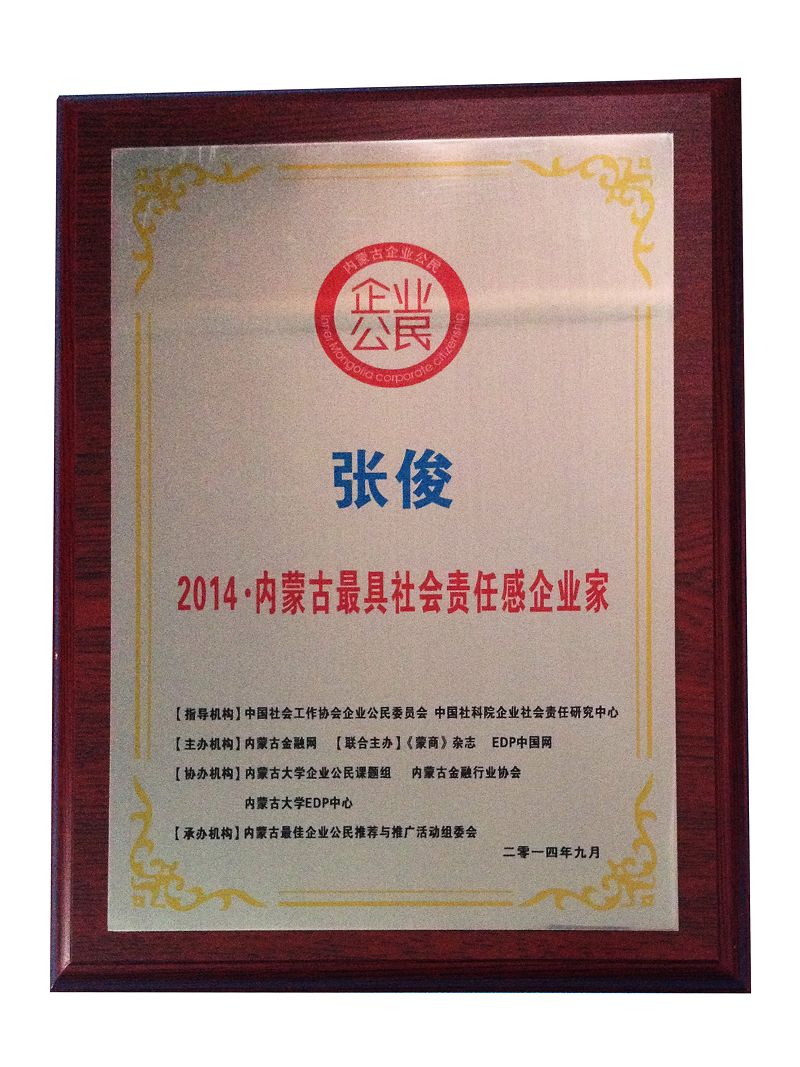 内蒙古企业公民
企业
公民
Inner Mongolia corporate citizenship
张俊
2014·内蒙古最具社会责任感企业家
【指导机构】中国社会工作协会企业公民委员会 中国社科院企业社会责任研究中心
【主办机构】内蒙古金融网 【联合主办】《蒙商》杂志 EDP中国网
【协办机构】内蒙古大学企业公民课题组 内蒙古金融行业协会
内蒙古大学EDP中心
【承办机构】内蒙古最佳企业公民推荐与推广活动组委会
二零一四年九月